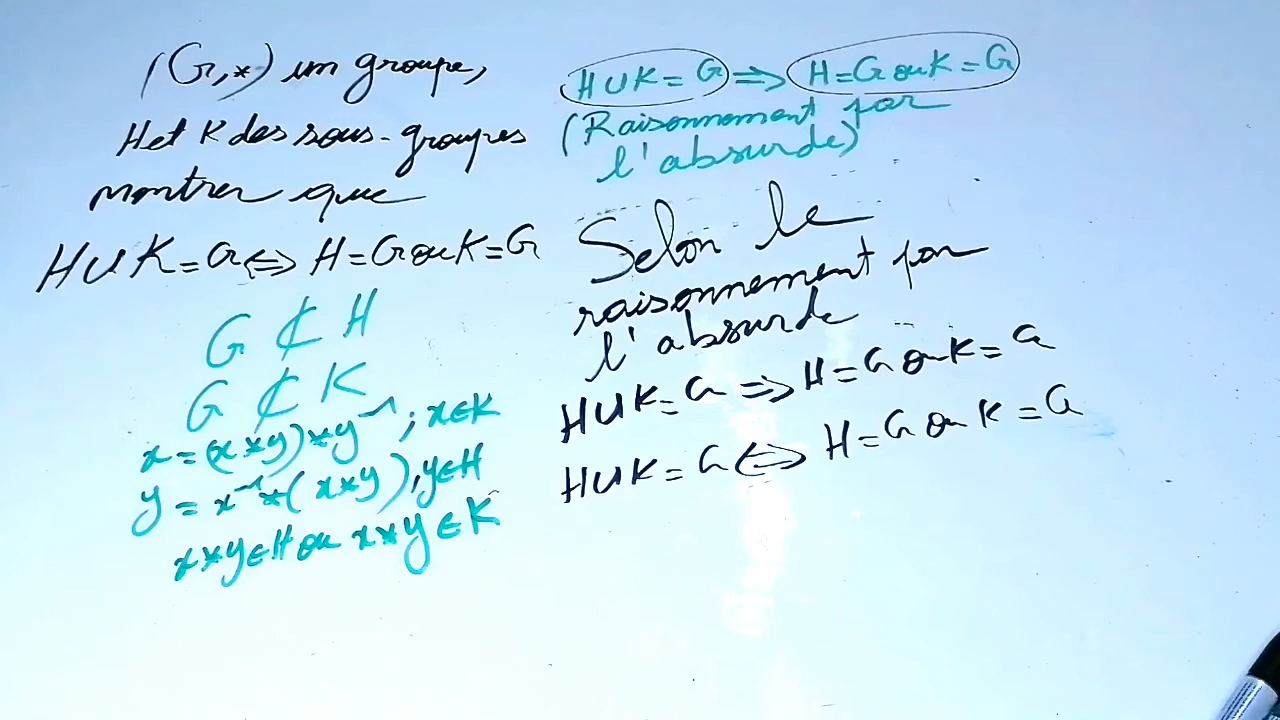 (G,*) un groupe,
H et K des sous-groupes
montrer que
H∪K=G⇔H=G ou K=G
G ⊄ H
G ⊄ K
x=(x*y)*y⁻¹; x∈K
y=x⁻¹*(x*y), y∈H
x*y∈H ou x*y∈K
H∪K=G⇒H=G ou K=G
(Raisonnement par
l'absurde)
Selon le
raisonnement par
l'absurde
H∪K=G⇒H=G ou K=G
H∪K=G⇔H=G ou K=G